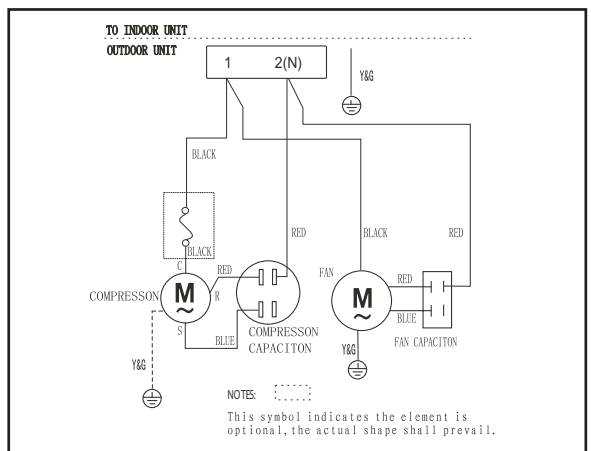 TO INDOOR UNIT
OUTDOOR UNIT
1 2(N)
Y&G
BLACK
RED
BLACK
RED
BLACK
C
RED
FAN
RED
COMPRESSON
M
~
R
M
~
S
BLUE
COMPRESSON
CAPACITON
BLUE
FAN CAPACITON
Y&G
Y&G
NOTES:
This symbol indicates the element is
optional, the actual shape shall prevail.